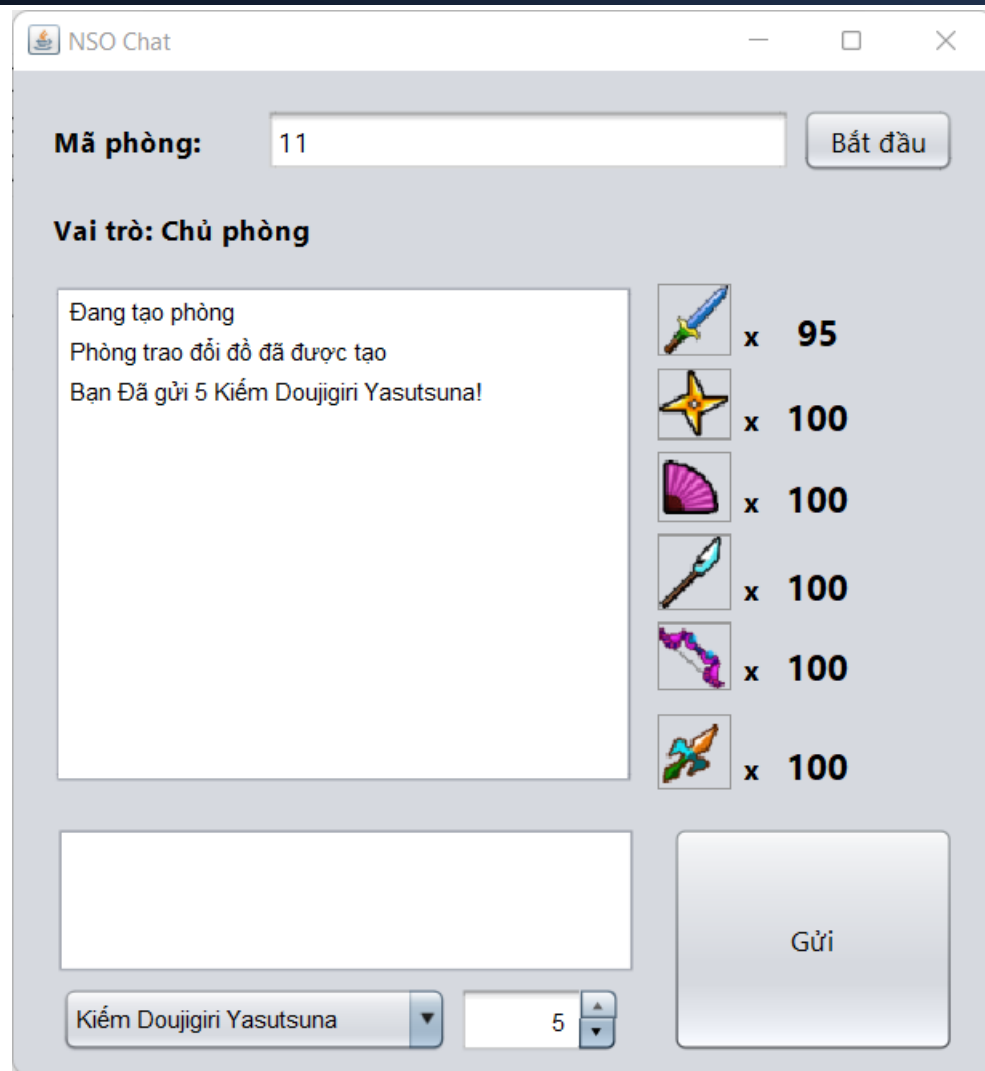 NSO Chat
Mã phòng: 11 Bắt đầu
Vai trò: Chủ phòng
Đang tạo phòng
Phòng trao đổi đồ đã được tạo
Bạn Đã gửi 5 Kiếm Doujigiri Yasutsuna!
x 95
x 100
x 100
x 100
x 100
x 100
Gửi
Kiếm Doujigiri Yasutsuna 5